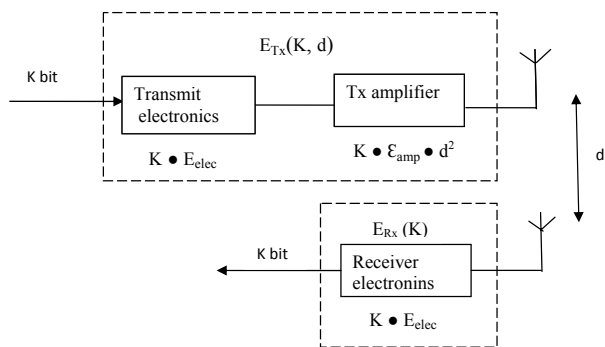 E_Tx(K, d)
K bit
Transmit
electronics
Tx amplifier
K ● E_elec
K ● Ɛ_amp ● d²
d
E_Rx (K)
K bit
Receiver
electronins
K ● E_elec